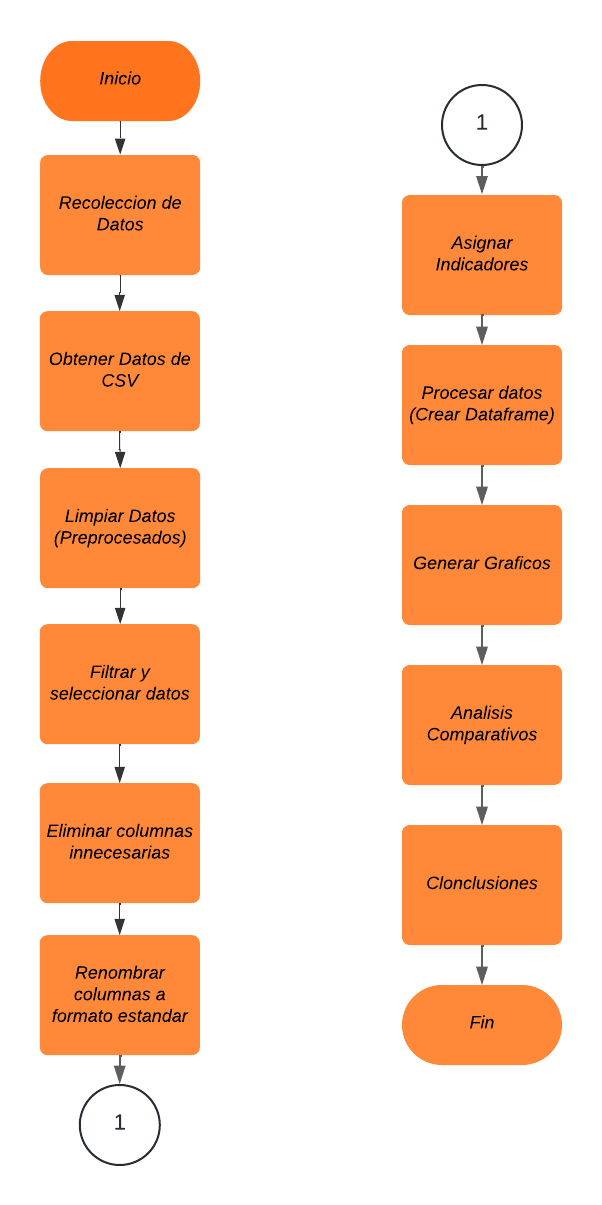 Inicio
Recoleccion de
Datos
Obtener Datos de
CSV
Limpiar Datos
(Preprocesados)
Filtrar y
seleccionar datos
Eliminar columnas
innecesarias
Renombrar
columnas a
formato estandar
1
1
Asignar
Indicadores
Procesar datos
(Crear Dataframe)
Generar Graficos
Analisis
Comparativos
Clonclusiones
Fin